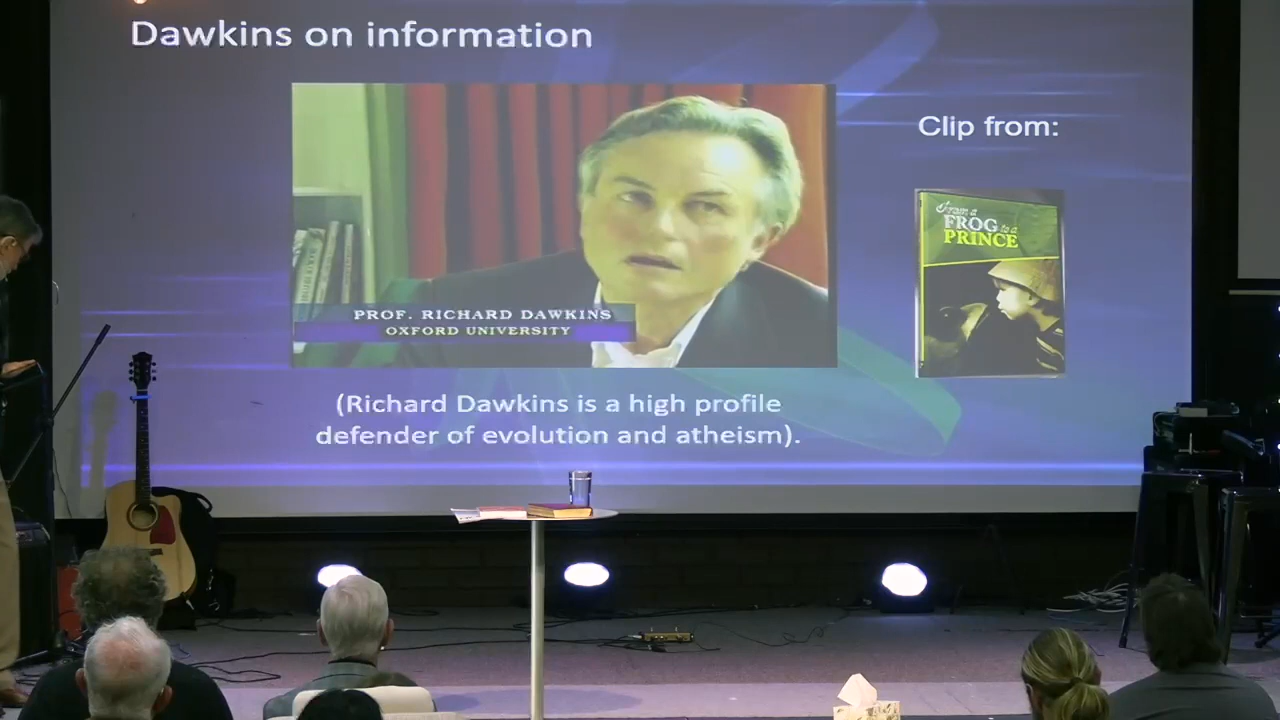 Dawkins on information
Clip from:
From a
FROG to a
PRINCE
PROF. RICHARD DAWKINS
OXFORD UNIVERSITY
(Richard Dawkins is a high profile
defender of evolution and atheism).